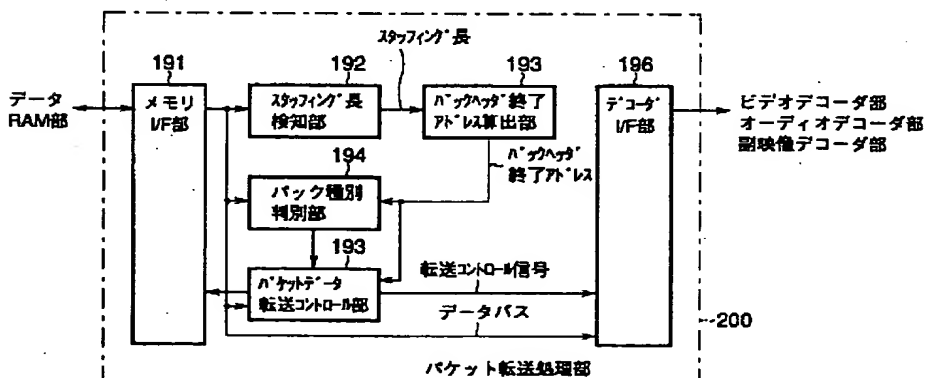 スタッフィング長
191
192
193
196
データ
RAM部
メモリ
I/F部
スタッフィング長
検知部
パックヘッダ終了
アドレス算出部
デコーダ
I/F部
ビデオデコーダ部
オーディオデコーダ部
副映像デコーダ部
194
パックヘッダ
終了アドレス
パック種別
判別部
193
パケットデータ
転送コントロール部
転送コントロール信号
データバス
200
パケット転送処理部